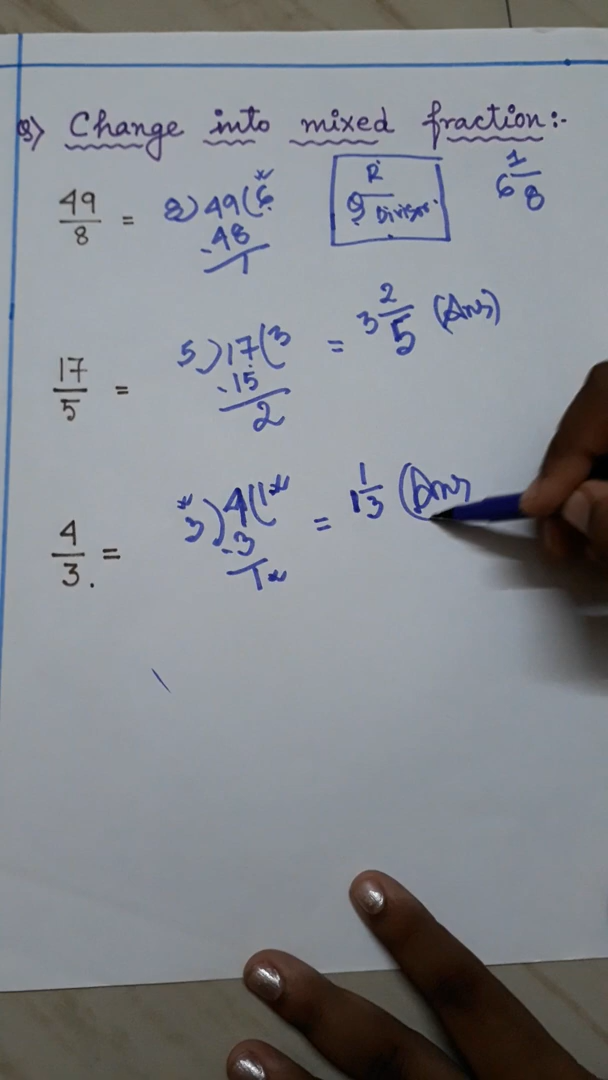 Q) Change into mixed fraction:-
49/8 = 8)49(6
-48
1
R
Q Divisor
6 1/8
17/5 = 5)17(3 = 3 2/5 (Ans)
-15
2
4/3 = 3)4(1 = 1 1/3 (Ans
-3
1